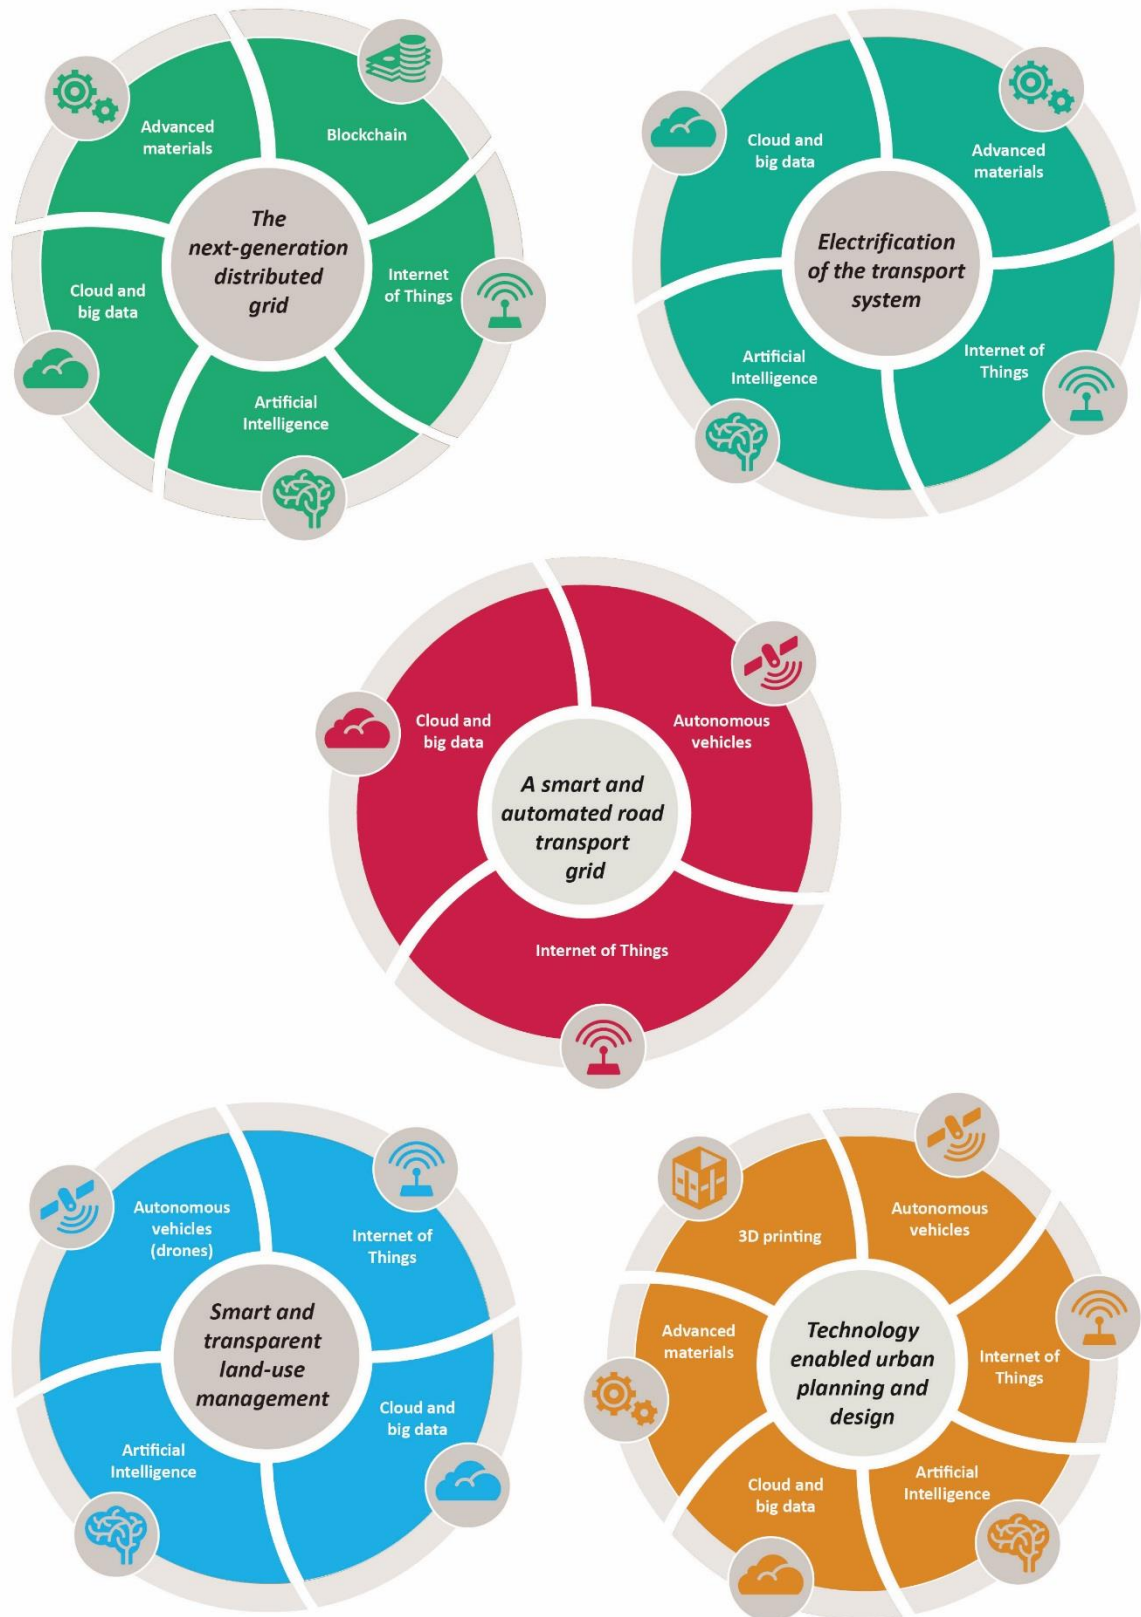 Advanced
materials
Blockchain
The
next-generation
distributed
grid
Cloud and
big data
Internet
of Things
Artificial
Intelligence
Cloud and
big data
Advanced
materials
Electrification
of the transport
system
Artificial
Intelligence
Internet of
Things
Cloud and
big data
Autonomous
vehicles
A smart and
automated road
transport
grid
Internet of Things
Autonomous
vehicles
(drones)
Internet of
Things
Smart and
transparent
land-use
management
Artificial
Intelligence
Cloud and
big data
3D printing
Autonomous
vehicles
Advanced
materials
Technology
enabled urban
planning and
design
Internet of
Things
Cloud and
big data
Artificial
Intelligence